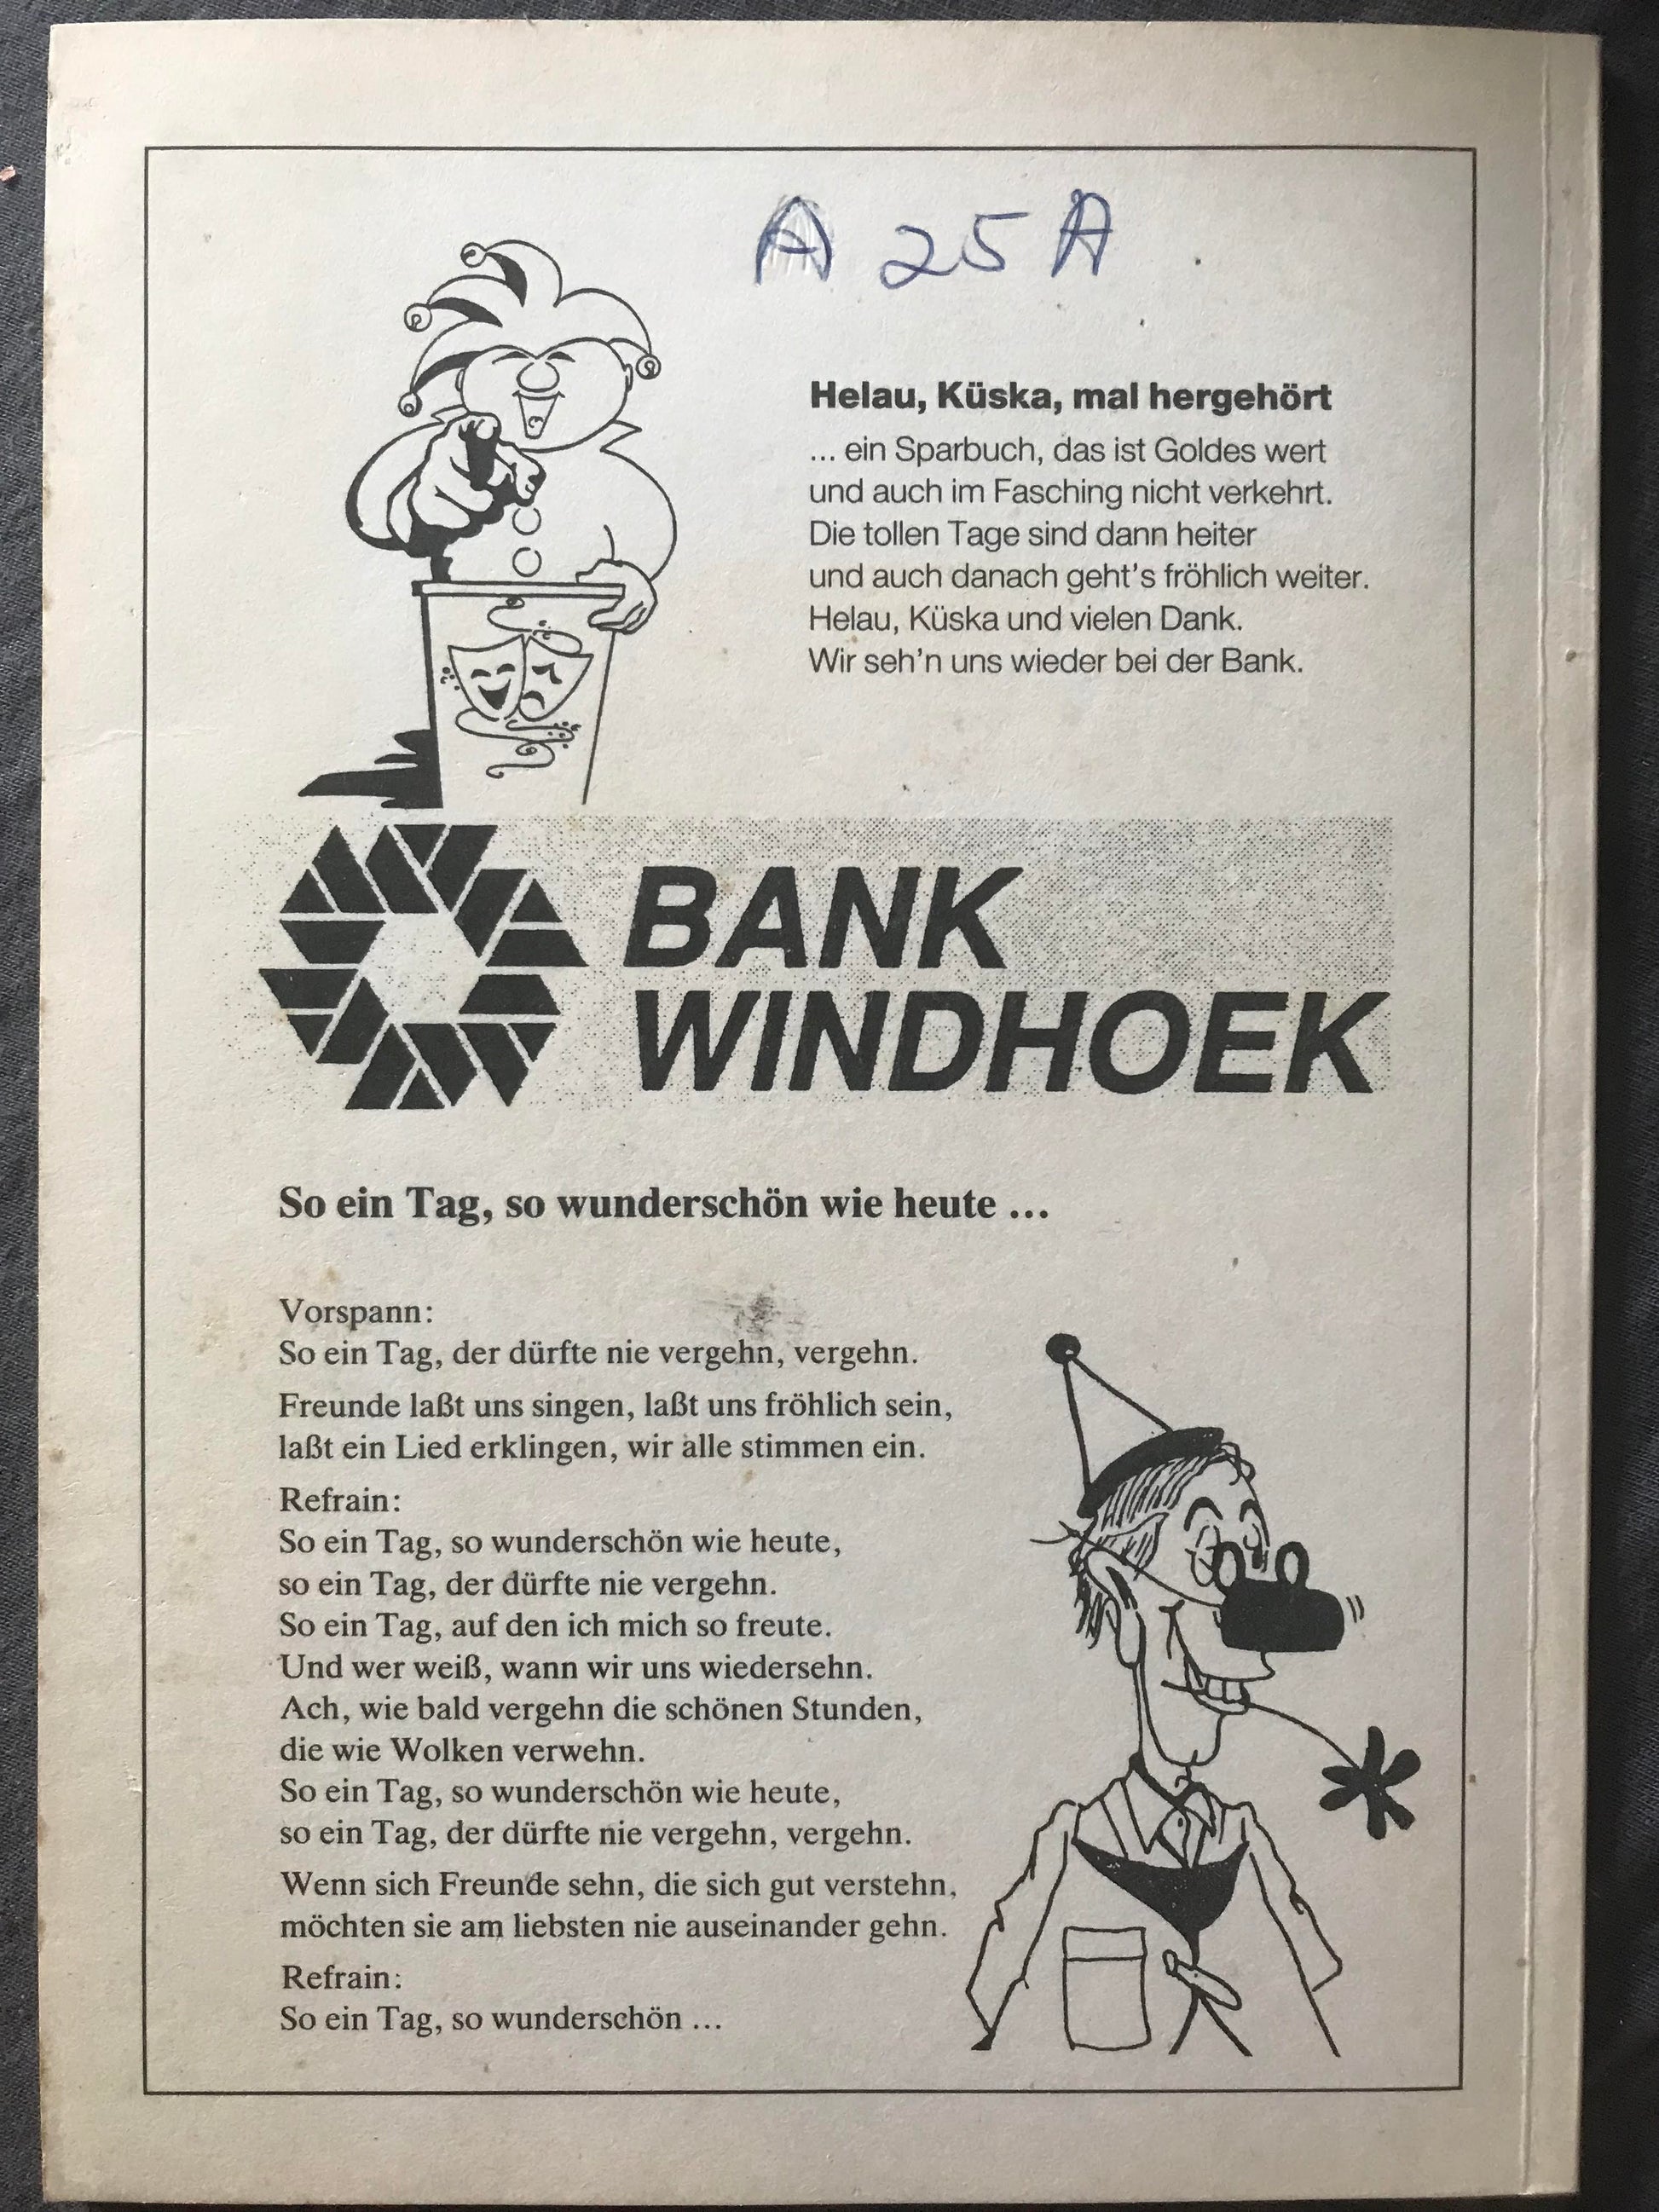 A 25 A
Helau, Küska, mal hergehört
... ein Sparbuch, das ist Goldes wert
und auch im Fasching nicht verkehrt.
Die tollen Tage sind dann heiter
und auch danach geht's fröhlich weiter.
Helau, Küska und vielen Dank.
Wir seh'n uns wieder bei der Bank.
BANK
WINDHOEK
So ein Tag, so wunderschön wie heute ...
Vorspann:
So ein Tag, der dürfte nie vergehn, vergehn.
Freunde laßt uns singen, laßt uns fröhlich sein,
laßt ein Lied erklingen, wir alle stimmen ein.
Refrain:
So ein Tag, so wunderschön wie heute,
so ein Tag, der dürfte nie vergehn.
So ein Tag, auf den ich mich so freute.
Und wer weiß, wann wir uns wiedersehn.
Ach, wie bald vergehn die schönen Stunden,
die wie Wolken verwehn.
So ein Tag, so wunderschön wie heute,
so ein Tag, der dürfte nie vergehn, vergehn.
Wenn sich Freunde sehn, die sich gut verstehn,
möchten sie am liebsten nie auseinander gehn.
Refrain:
So ein Tag, so wunderschön ...